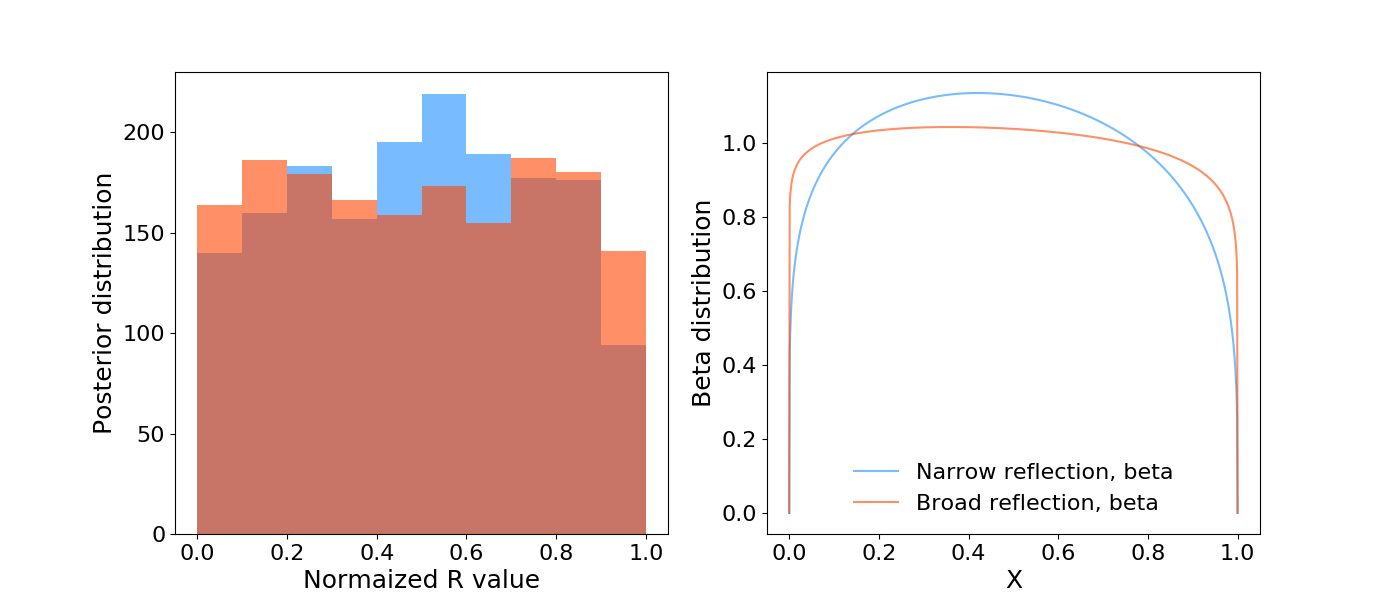 Posterior distribution
200
150
100
50
0
0.0 0.2 0.4 0.6 0.8 1.0
Normaized R value
Beta distribution
1.0
0.8
0.6
0.4
0.2
0.0
Narrow reflection, beta
Broad reflection, beta
0.0 0.2 0.4 0.6 0.8 1.0
X